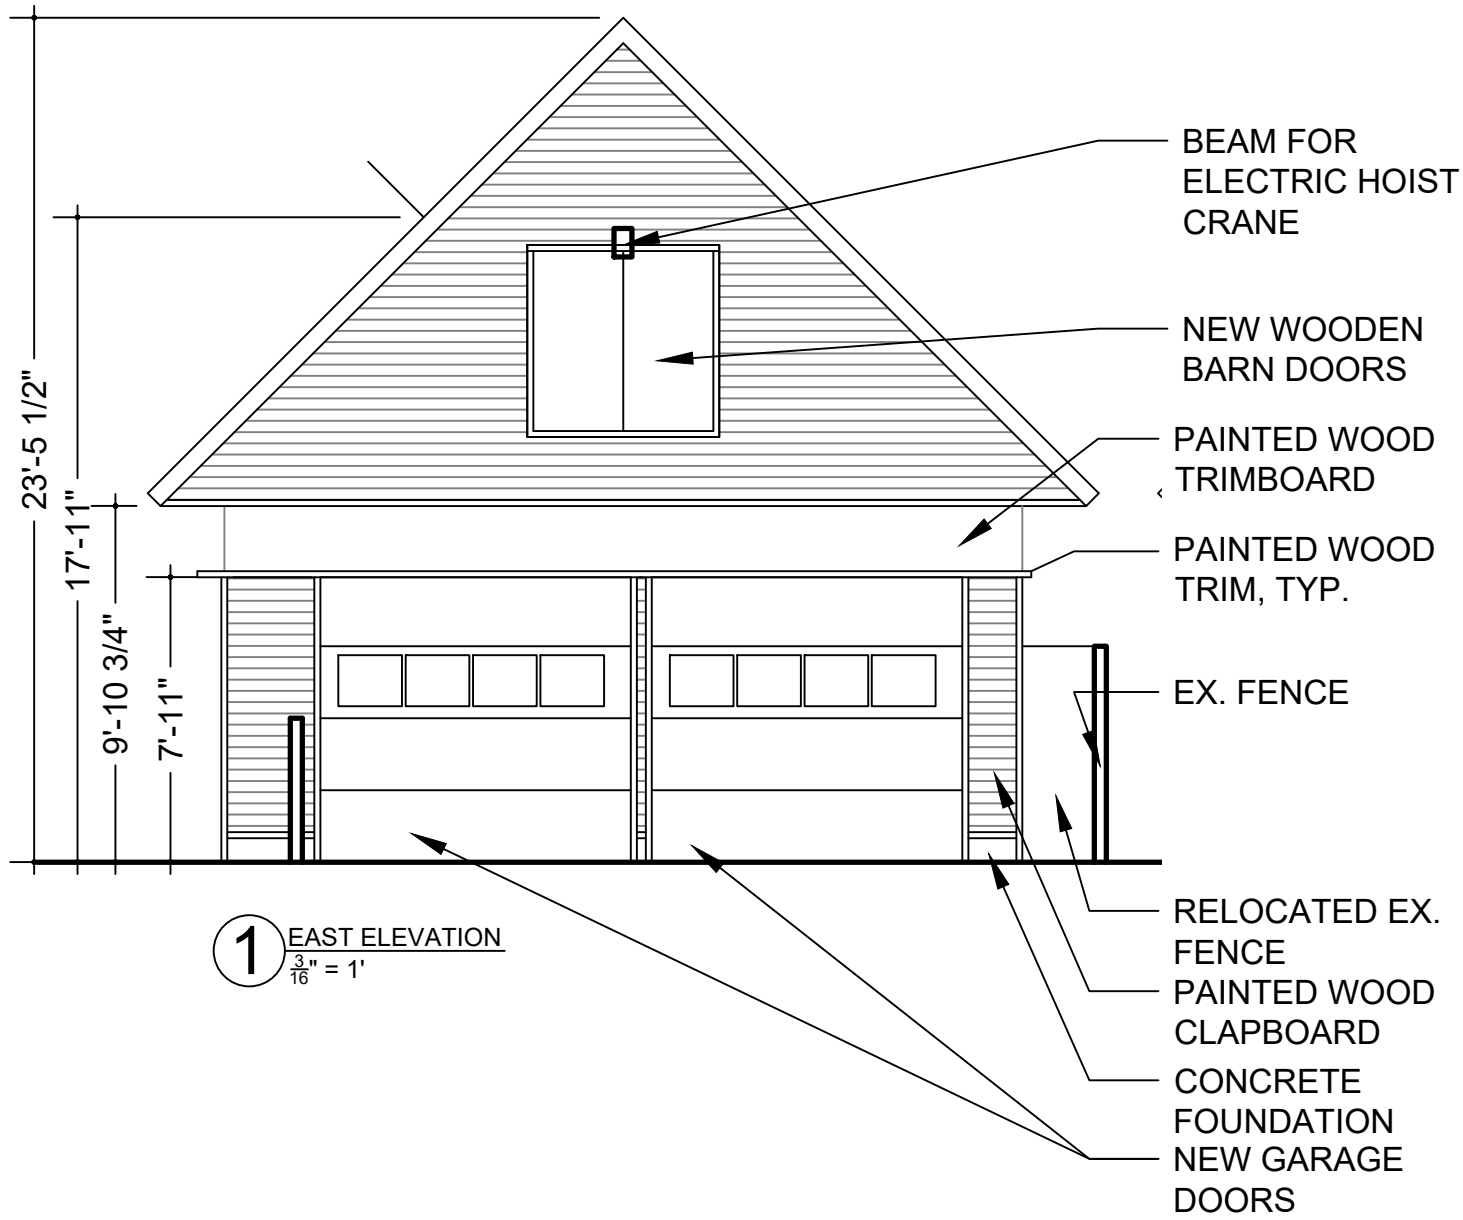 BEAM FOR
ELECTRIC HOIST
CRANE
NEW WOODEN
BARN DOORS
PAINTED WOOD
TRIMBOARD
PAINTED WOOD
TRIM, TYP.
EX. FENCE
RELOCATED EX.
FENCE
PAINTED WOOD
CLAPBOARD
CONCRETE
FOUNDATION
NEW GARAGE
DOORS
23'-5 1/2"
17'-11"
9'-10 3/4"
7'-11"
1
EAST ELEVATION
3/16" = 1'